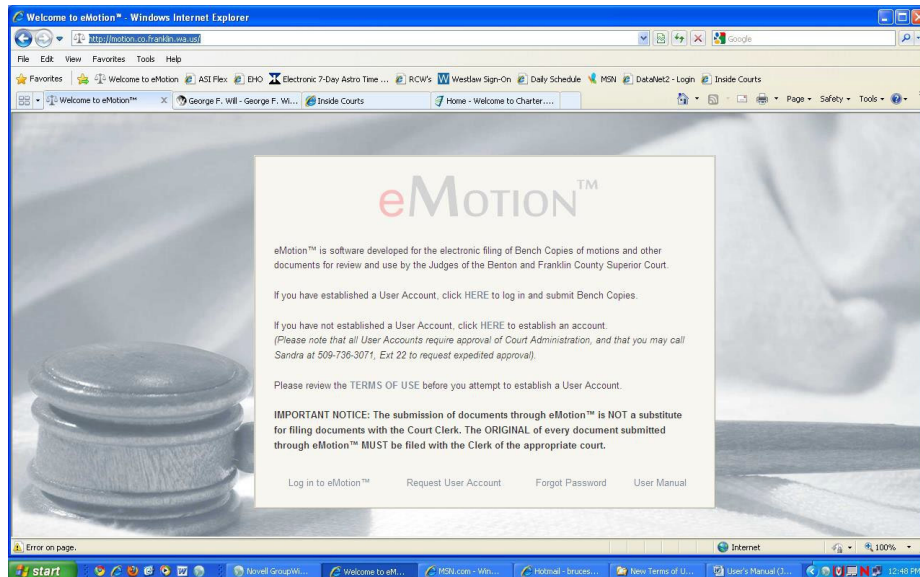 Welcome to eMotion™ - Windows Internet Explorer
http://motion.co.franklin.wa.us/
Google
File Edit View Favorites Tools Help
Favorites Welcome to eMotion ASI Flex EHO Electronic 7-Day Astro Time ... RCW's Westlaw Sign-On Daily Schedule MSN DataNet2 - Login Inside Courts
Welcome to eMotion™ X George F. Will - George F. Wi... Inside Courts Home - Welcome to Charter.... Page Safety Tools
eMotion™
eMotion™ is software developed for the electronic filing of Bench Copies of motions and other
documents for review and use by the Judges of the Benton and Franklin County Superior Court.
If you have established a User Account, click HERE to log in and submit Bench Copies.
If you have not established a User Account, click HERE to establish an account.
(Please note that all User Accounts require approval of Court Administration, and that you may call
Sandra at 509-736-3071, Ext 22 to request expedited approval).
Please review the TERMS OF USE before you attempt to establish a User Account.
IMPORTANT NOTICE: The submission of documents through eMotion™ is NOT a substitute
for filing documents with the Court Clerk. The ORIGINAL of every document submitted
through eMotion™ MUST be filed with the Clerk of the appropriate court.
Log in to eMotion™ Request User Account Forgot Password User Manual
Error on page. Internet 100%
start Novell GroupWi... Welcome to eM... MSN.com - Win... Hotmail - bruces... New Terms of U... User's Manual (J... 12:48 PM